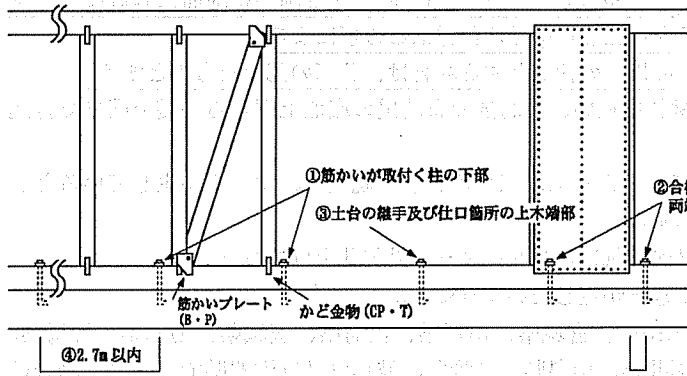 ①筋かいが取付く柱の下部
②合
両端
③土台の継手及び仕口箇所の上木端部
筋かいプレート
(B・P)
かど金物(CP・T)
④2.7m以内